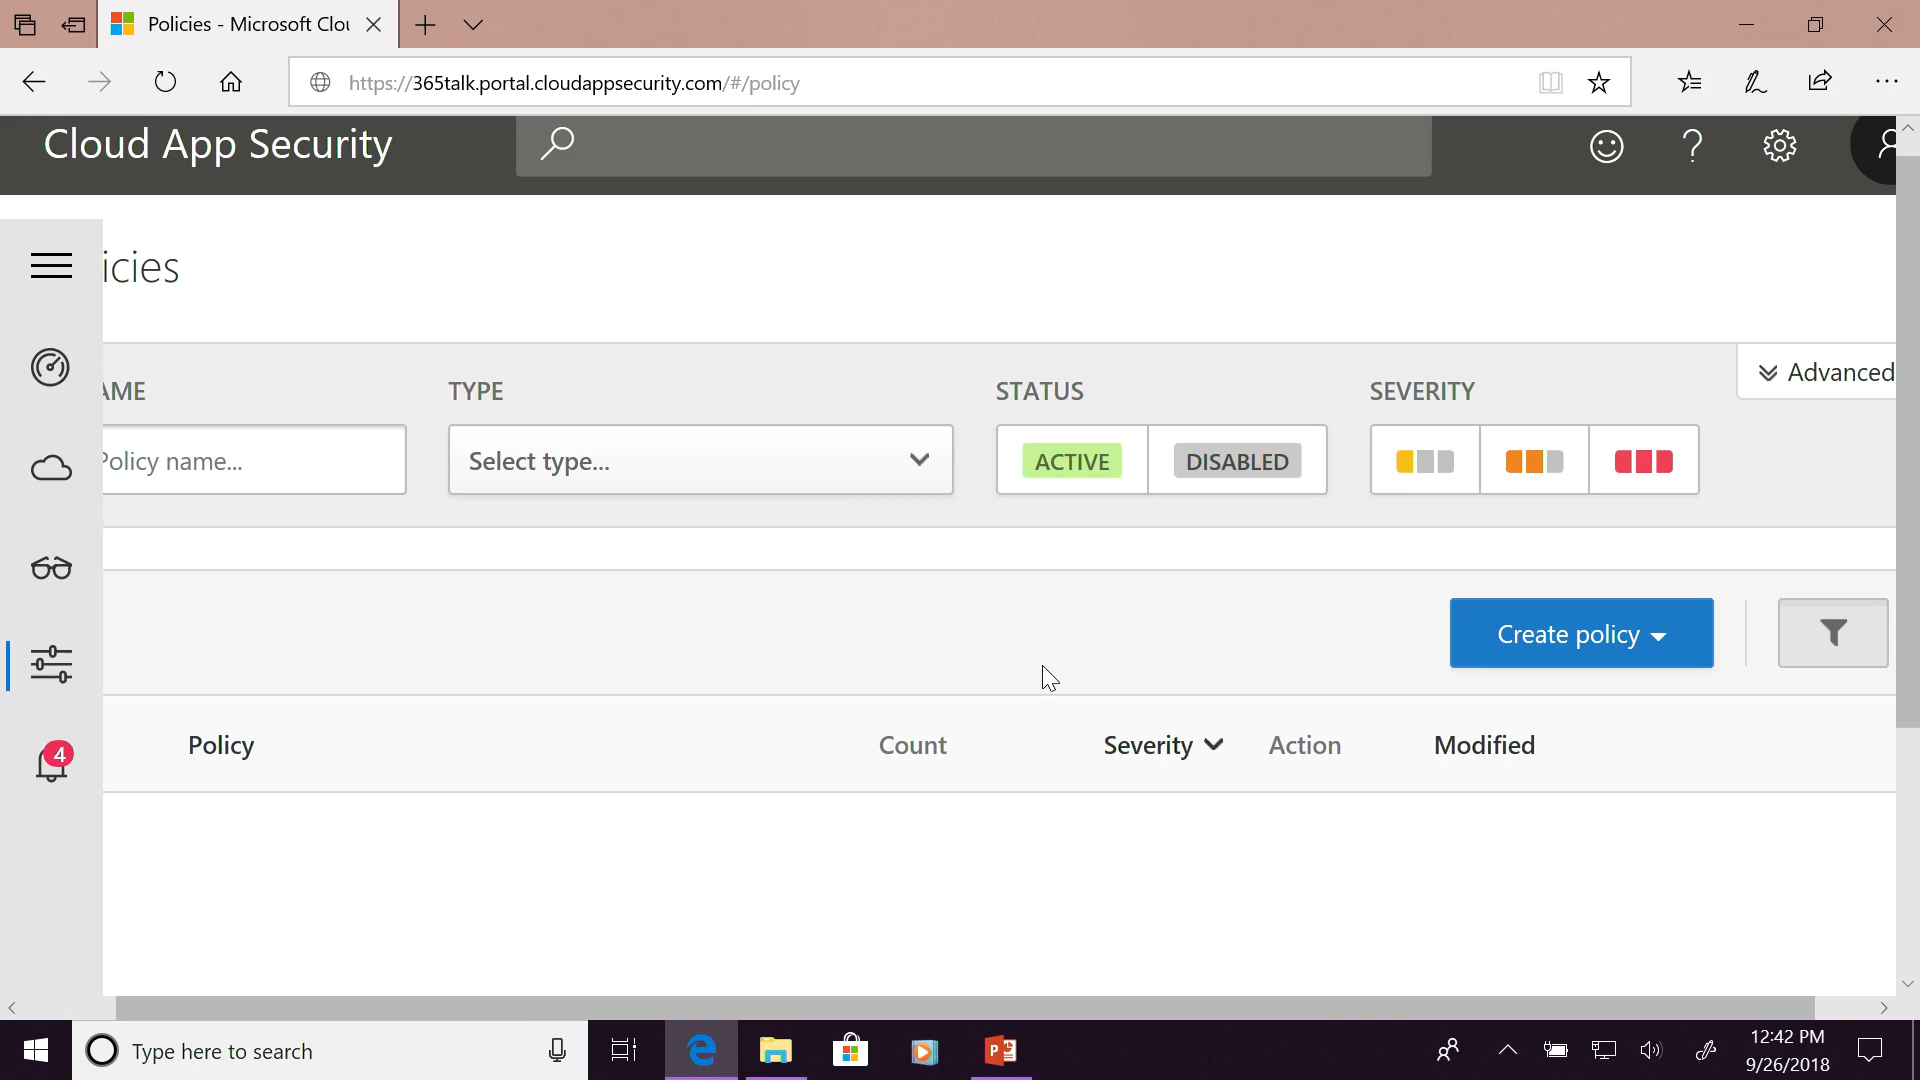 Policies - Microsoft Clou
https://365talk.portal.cloudappsecurity.com/#/policy
Cloud App Security
icies
AME
TYPE
STATUS
SEVERITY
Advanced
Policy name...
Select type...
ACTIVE
DISABLED
Create policy
Policy
Count
Severity
Action
Modified
4
Type here to search
12:42 PM
9/26/2018